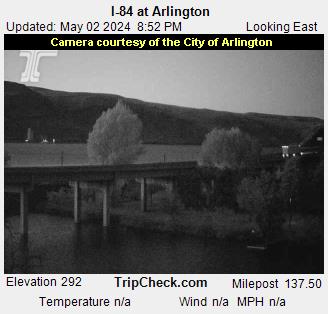 I-84 at Arlington
Updated: May 02 2024 8:52 PM Looking East
Camera courtesy of the City of Arlington
Elevation 292 TripCheck.com Milepost 137.50
Temperature n/a Wind n/a MPH n/a